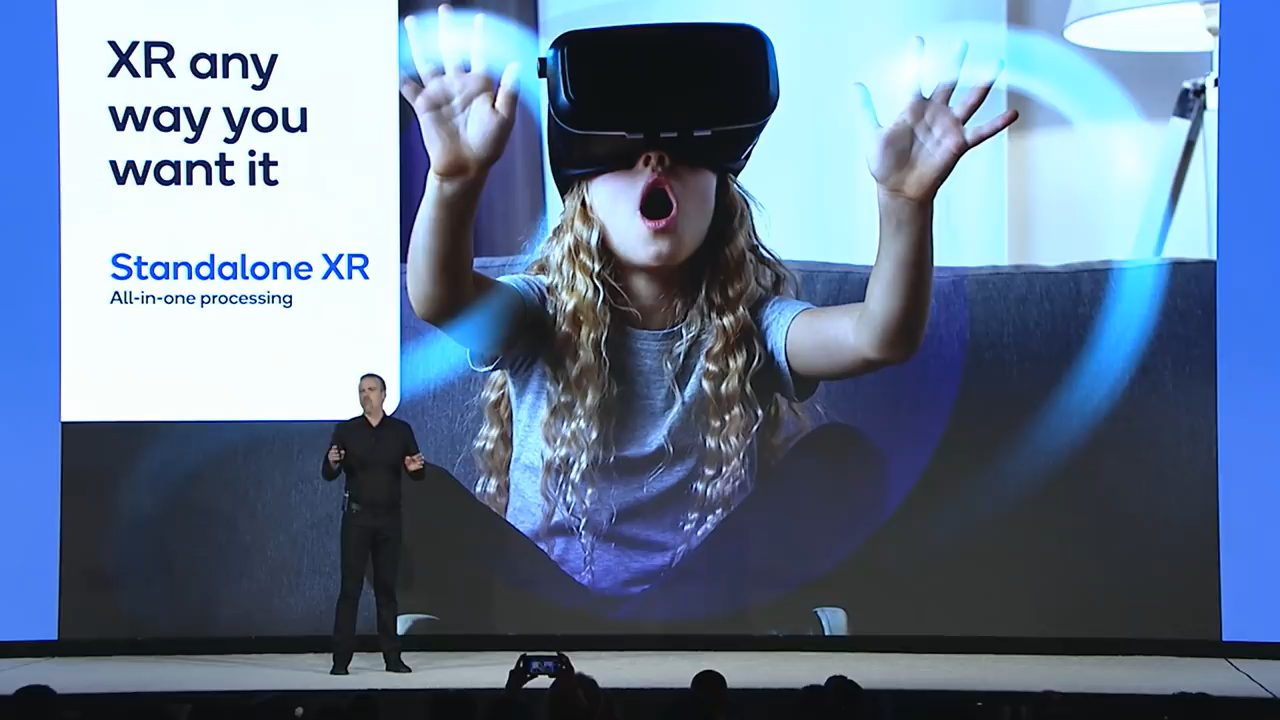 XR any
way you
want it
Standalone XR
All-in-one processing